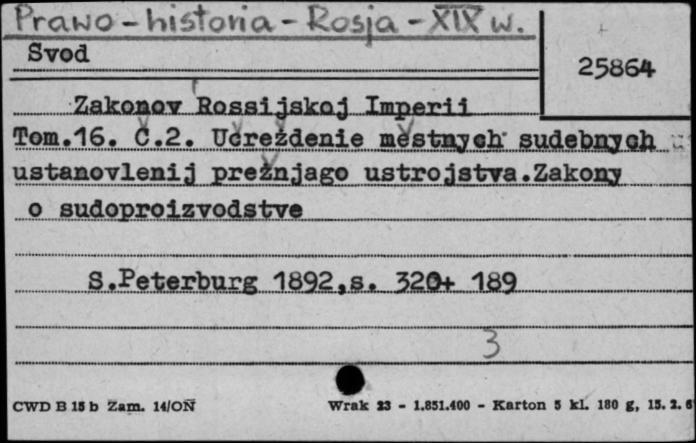 Prawo - historia - Rosja - XIX w.
Svod
25864
Zakonov Rossijskoj Imperii
Tom.16. Č.2. Učreždenie městnych sudebnych
ustanovlenij prežnjago ustrojstva.Zakony
o sudoproizvodstve
S.Peterburg 1892,s. 320+ 189
3
CWD B 15 b Zam. 14/ON
Wrak 23 - 1.851.400 - Karton 5 kl. 180 g, 15. 2. 6